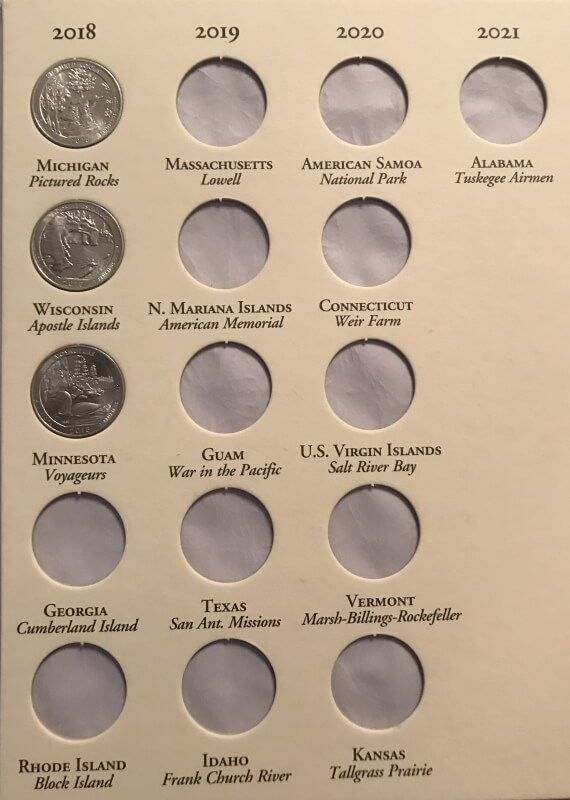 2018 2019 2020 2021
MICHIGAN MASSACHUSETTS AMERICAN SAMOA ALABAMA
Pictured Rocks Lowell National Park Tuskegee Airmen
WISCONSIN N. MARIANA ISLANDS CONNECTICUT
Apostle Islands American Memorial Weir Farm
MINNESOTA GUAM U.S. VIRGIN ISLANDS
Voyageurs War in the Pacific Salt River Bay
GEORGIA TEXAS VERMONT
Cumberland Island San Ant. Missions Marsh-Billings-Rockefeller
RHODE ISLAND IDAHO KANSAS
Block Island Frank Church River Tallgrass Prairie